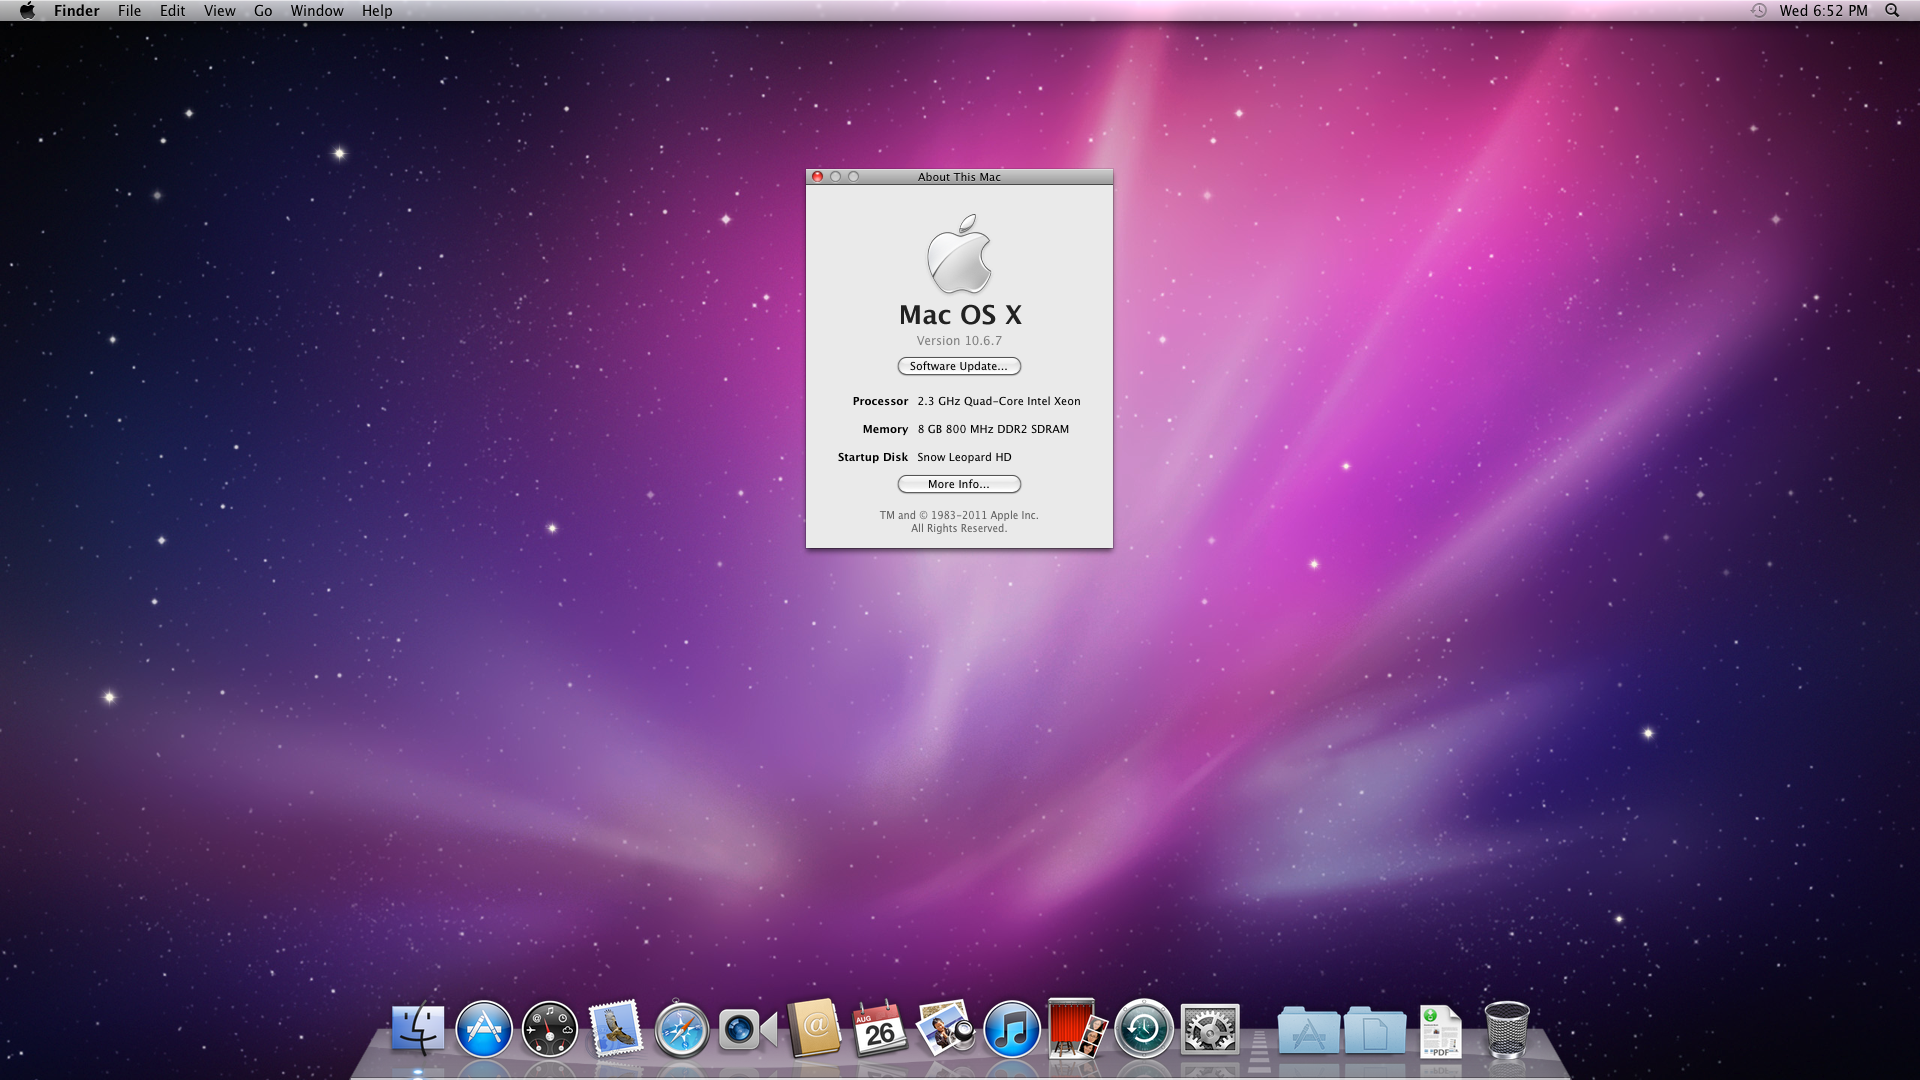 Finder File Edit View Go Window Help
Wed 6:52 PM
About This Mac
Mac OS X
Version 10.6.7
Software Update...
Processor 2.3 GHz Quad-Core Intel Xeon
Memory 8 GB 800 MHz DDR2 SDRAM
Startup Disk Snow Leopard HD
More Info...
TM and © 1983-2011 Apple Inc.
All Rights Reserved.
AUG
26
PDF